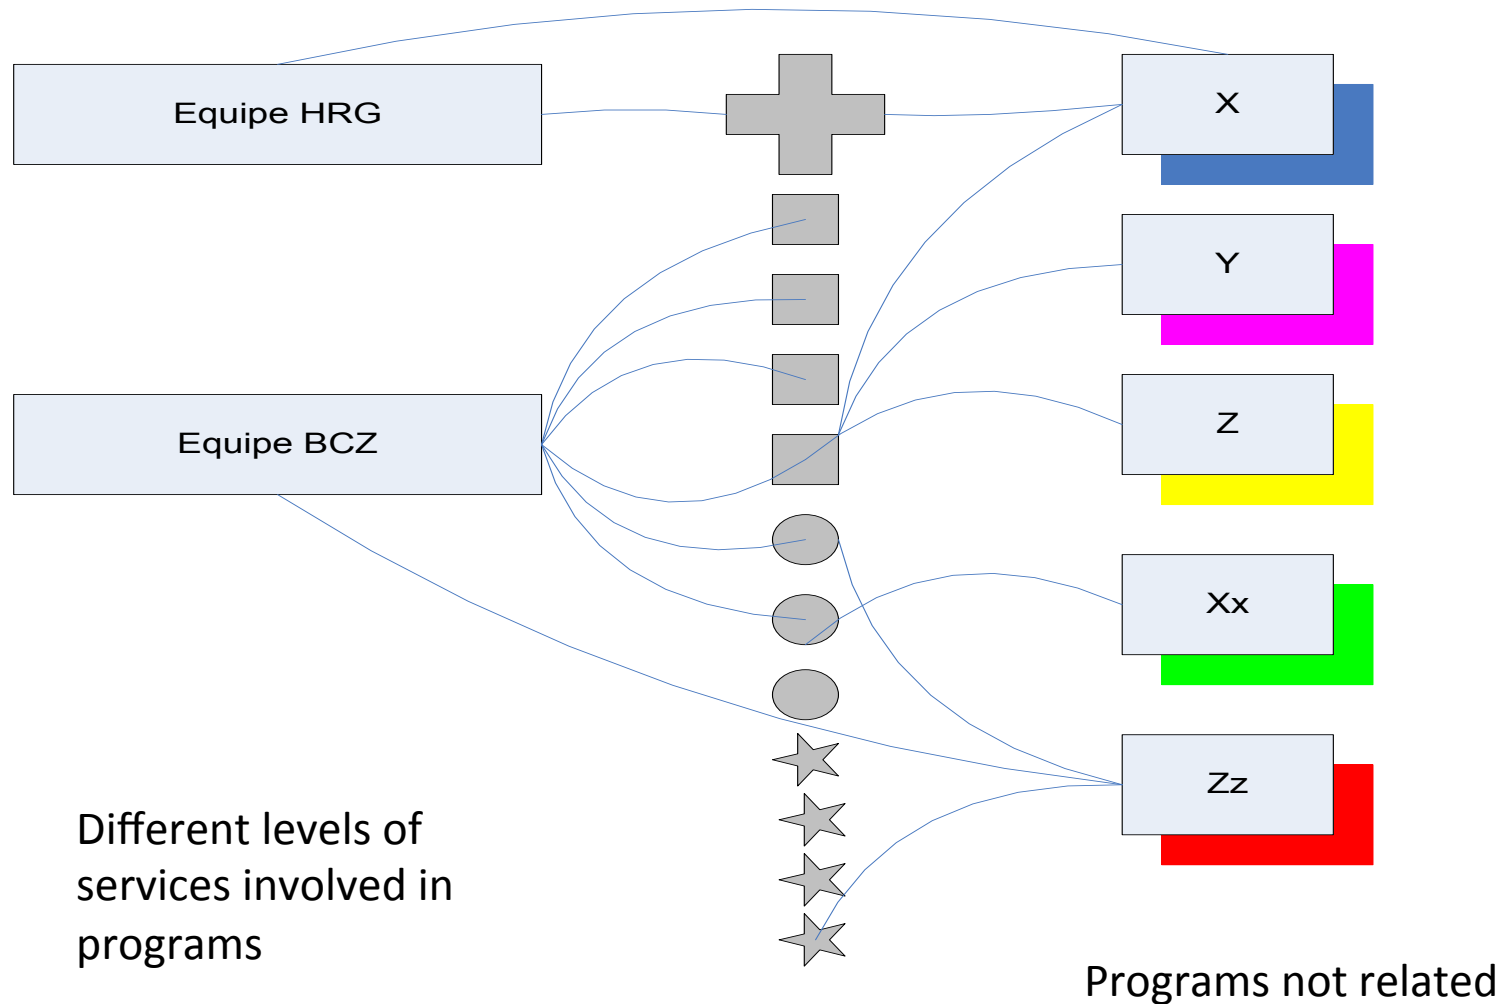 Equipe HRG
X
Y
Equipe BCZ
Z
Xx
Zz
Different levels of
services involved in
programs
Programs not related